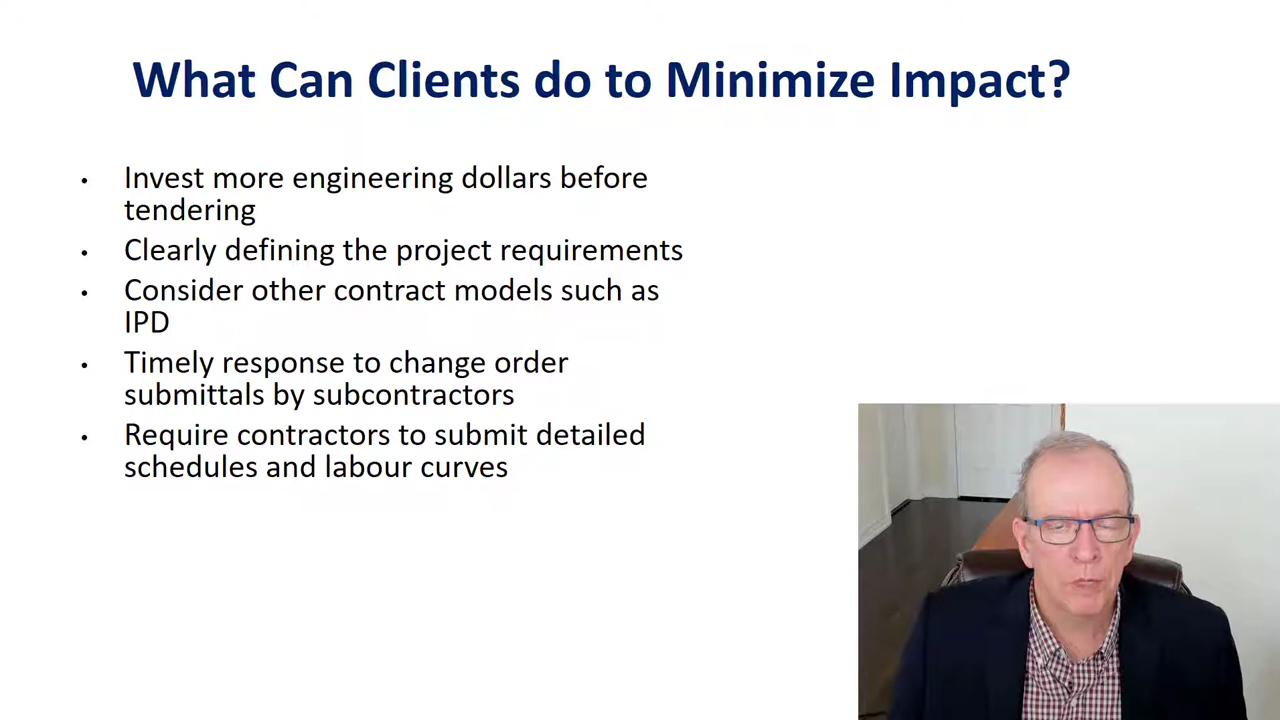 What Can Clients do to Minimize Impact?
• Invest more engineering dollars before
tendering
• Clearly defining the project requirements
• Consider other contract models such as
IPD
• Timely response to change order
submittals by subcontractors
• Require contractors to submit detailed
schedules and labour curves